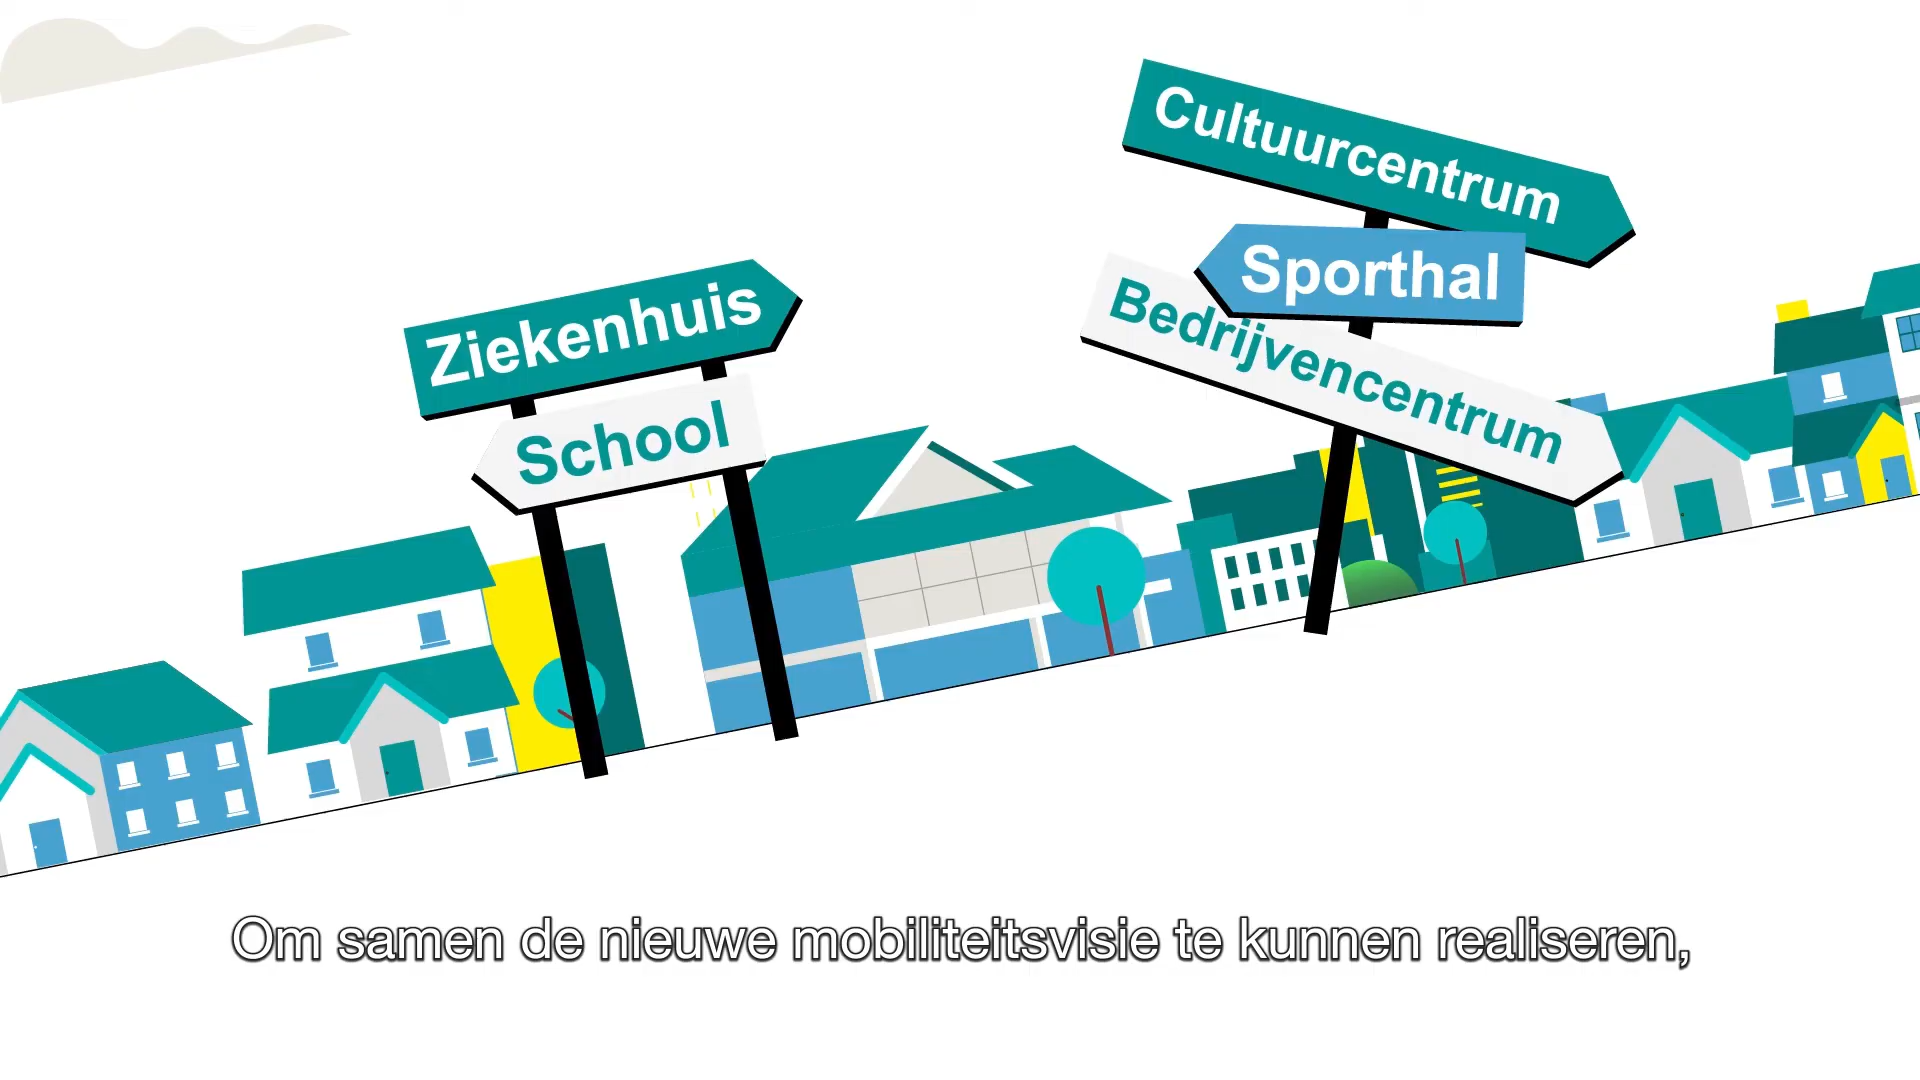 Ziekenhuis
School
Cultuurcentrum
Sporthal
Bedrijvencentrum
Om samen de nieuwe mobiliteitsvisie te kunnen realiseren,